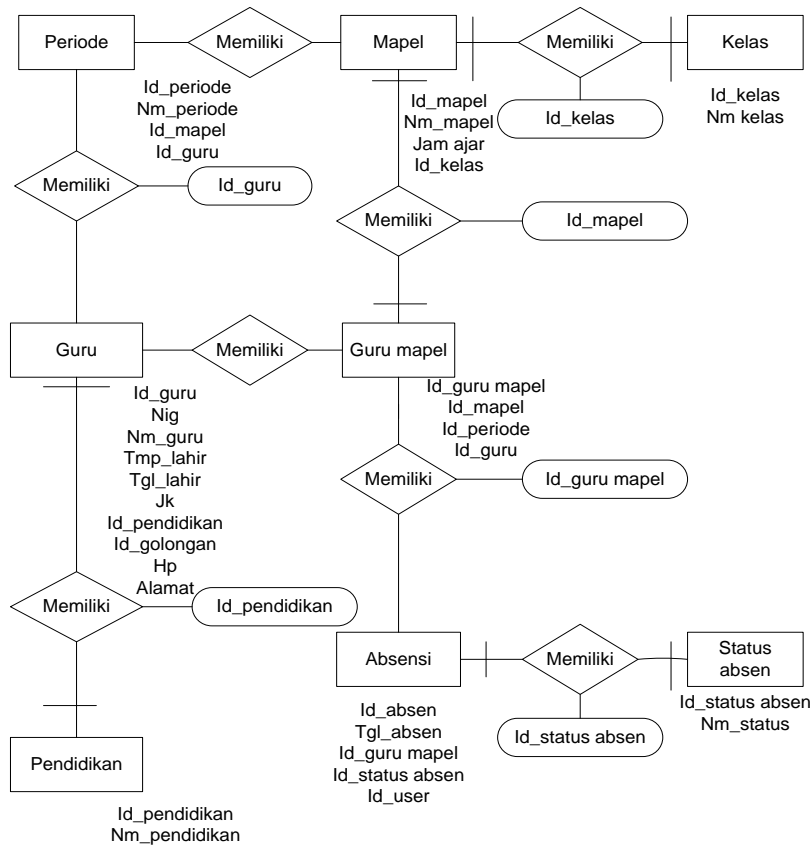 Periode
Memiliki
Mapel
Memiliki
Kelas
Id_periode
Nm_periode
Id_mapel
Id_guru
Id_mapel
Nm_mapel
Jam ajar
Id_kelas
Id_kelas
Id_kelas
Nm kelas
Memiliki
Id_guru
Memiliki
Id_mapel
Guru
Memiliki
Guru mapel
Id_guru
Nig
Nm_guru
Tmp_lahir
Tgl_lahir
Jk
Id_pendidikan
Id_golongan
Hp
Alamat
Id_guru mapel
Id_mapel
Id_periode
Id_guru
Memiliki
Id_guru mapel
Memiliki
Id_pendidikan
Absensi
Memiliki
Status
absen
Id_absen
Tgl_absen
Id_guru mapel
Id_status absen
Id_user
Id_status absen
Id_status absen
Nm_status
Pendidikan
Id_pendidikan
Nm_pendidikan